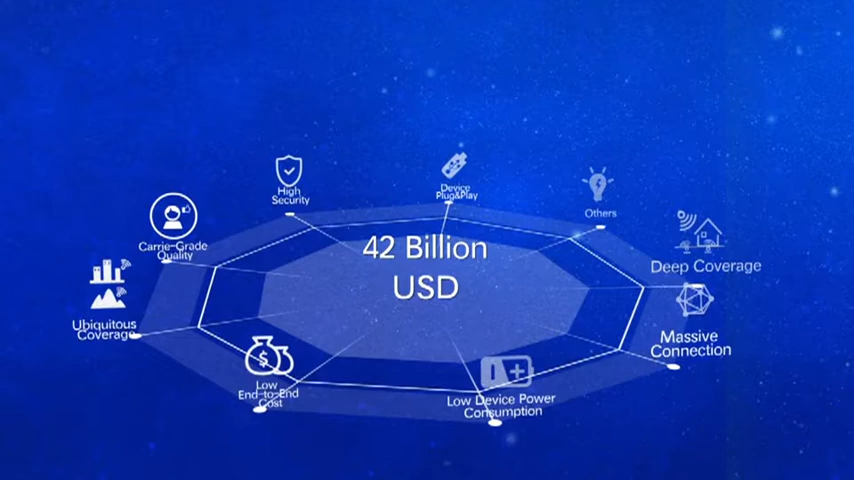 High
Security
Device
Plug&Play
Others
Carrie-Grade
Quality
42 Billion
USD
Deep Coverage
Ubiquitous
Coverage
Massive
Connection
Low
End-to-End
Cost
Low Device Power
Consumption